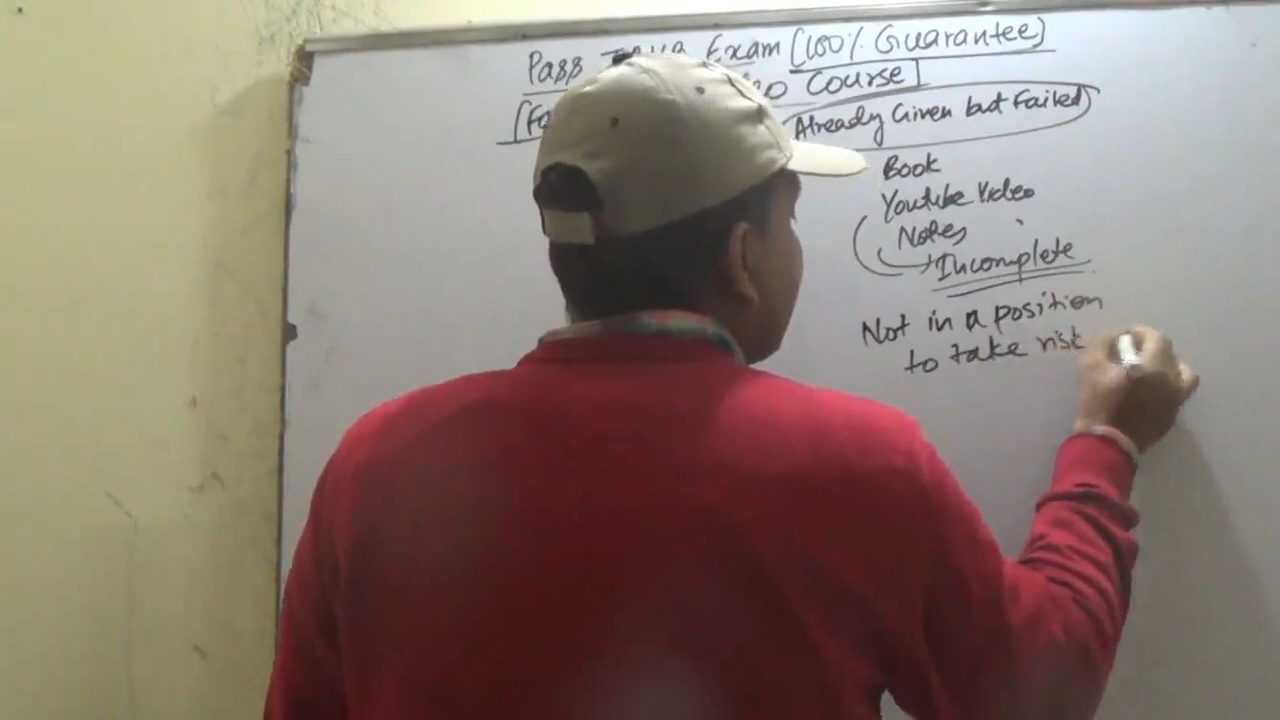 Pass Exam [100% Guarantee]
Course]
Already Given but Failed
Book
Youtube Video
Notes
Incomplete
Not in a position
to take risk